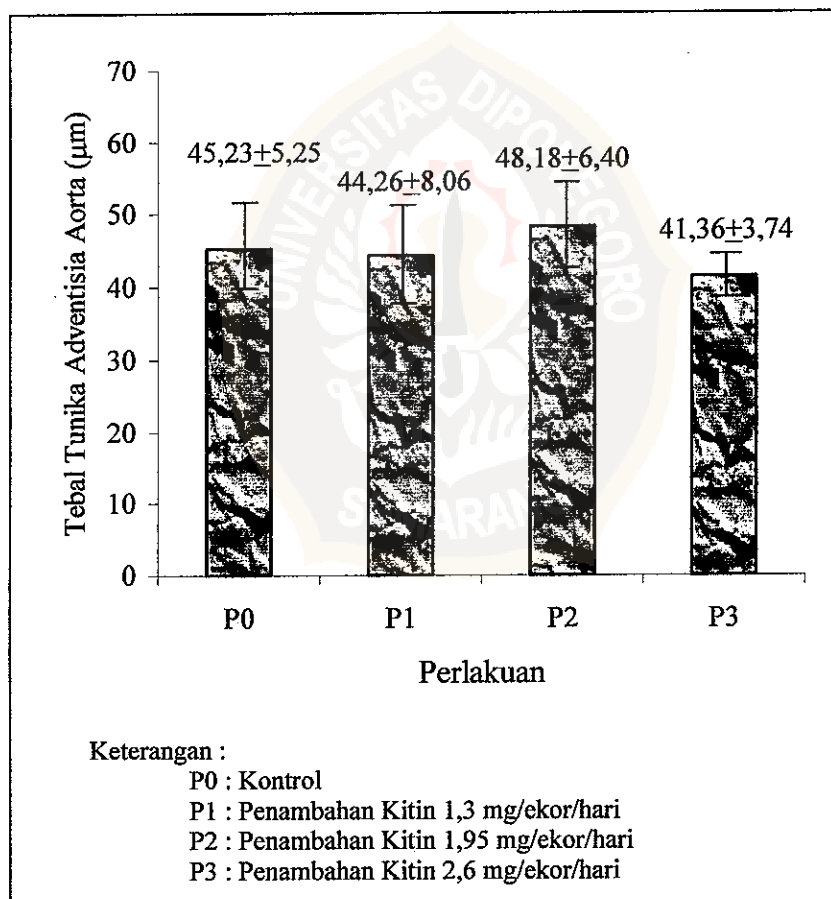 UNIVERSITAS DIPONEGORO
SEMARANG
Tebal Tunika Adventisia Aorta (µm)
70
60
50
40
30
20
10
0
45,23±5,25
44,26±8,06
48,18±6,40
41,36±3,74
P0
P1
P2
P3
Perlakuan
Keterangan :
P0 : Kontrol
P1 : Penambahan Kitin 1,3 mg/ekor/hari
P2 : Penambahan Kitin 1,95 mg/ekor/hari
P3 : Penambahan Kitin 2,6 mg/ekor/hari